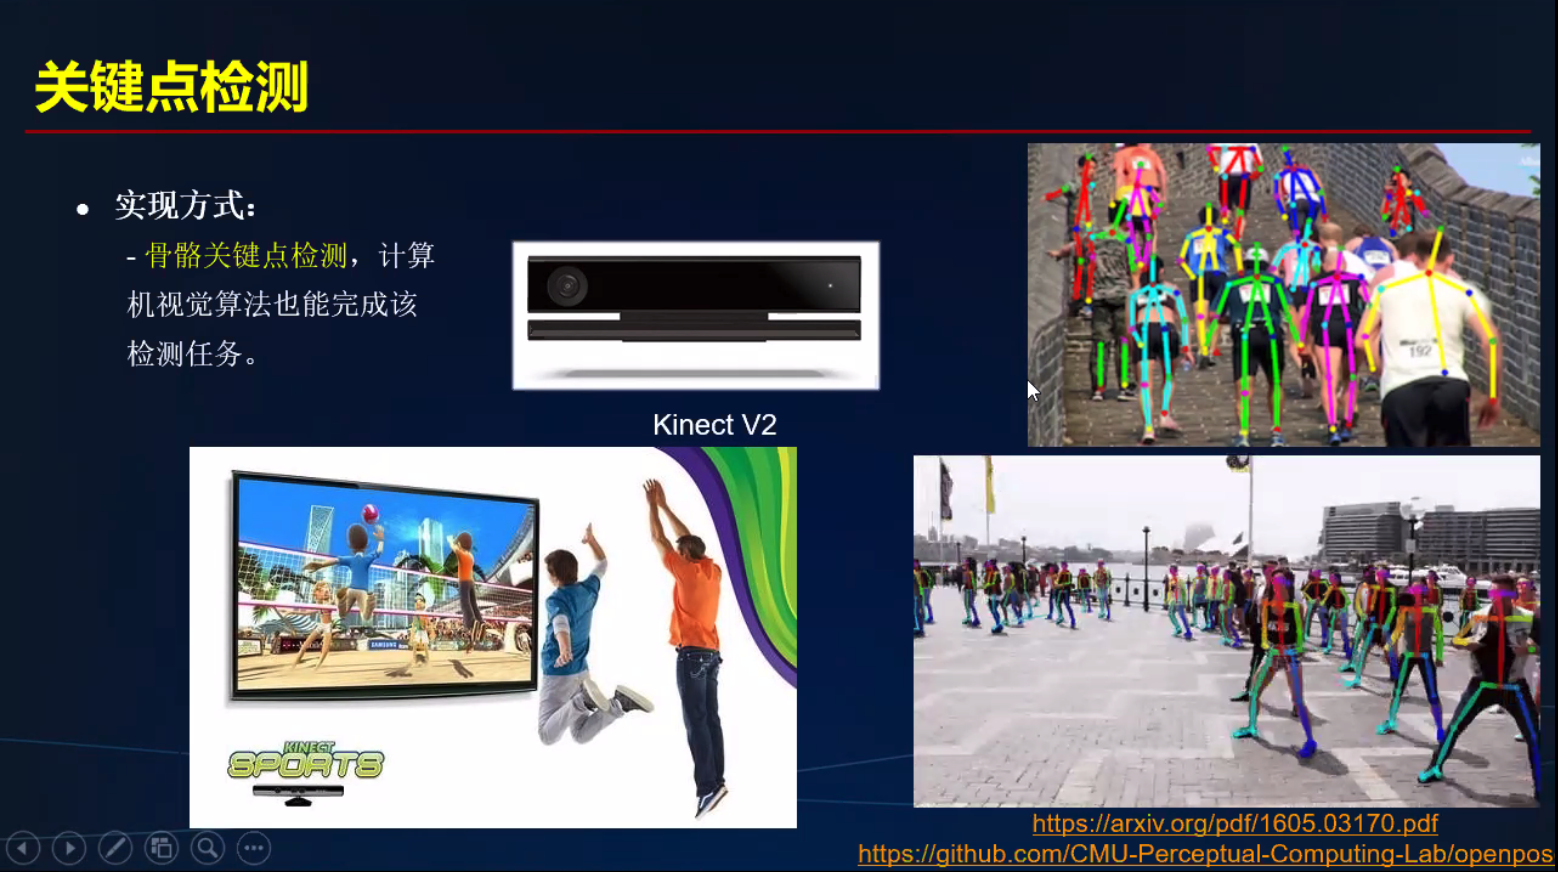 关键点检测
● 实现方式：
- 骨骼关键点检测，计算
机视觉算法也能完成该
检测任务。
Kinect V2
192
SAMSUNG
KINECT
SPORTS
https://arxiv.org/pdf/1605.03170.pdf
https://github.com/CMU-Perceptual-Computing-Lab/openpos